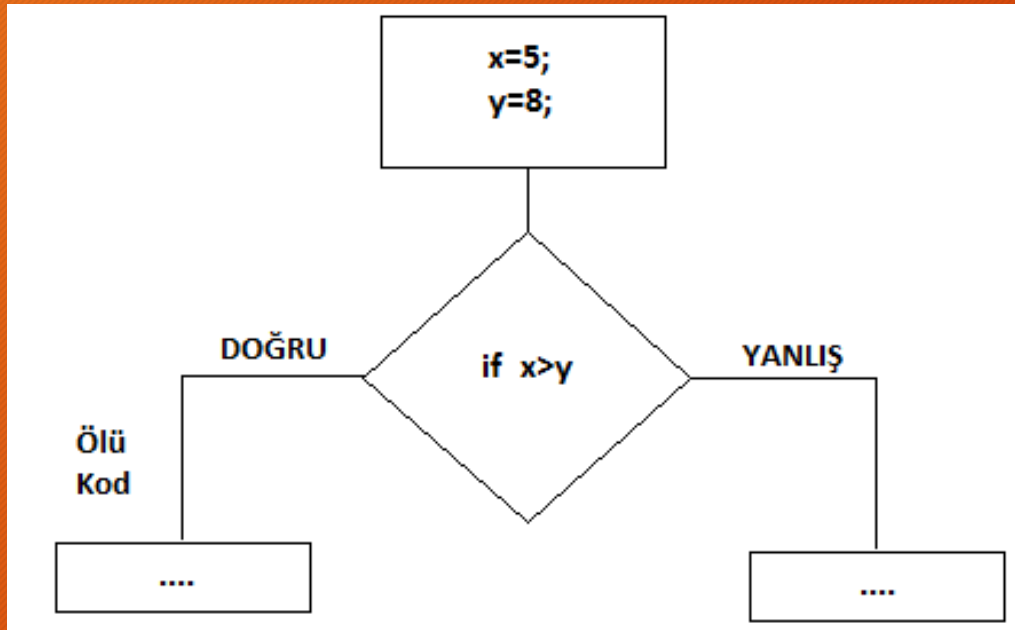 x=5;
y=8;
if x>y
DOĞRU
YANLIŞ
Ölü
Kod
....
....